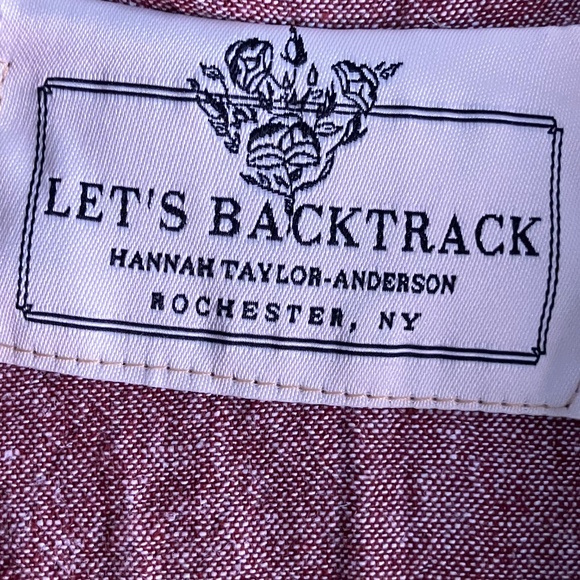 LET'S BACKTRACK
HANNAH TAYLOR-ANDERSON
ROCHESTER, NY